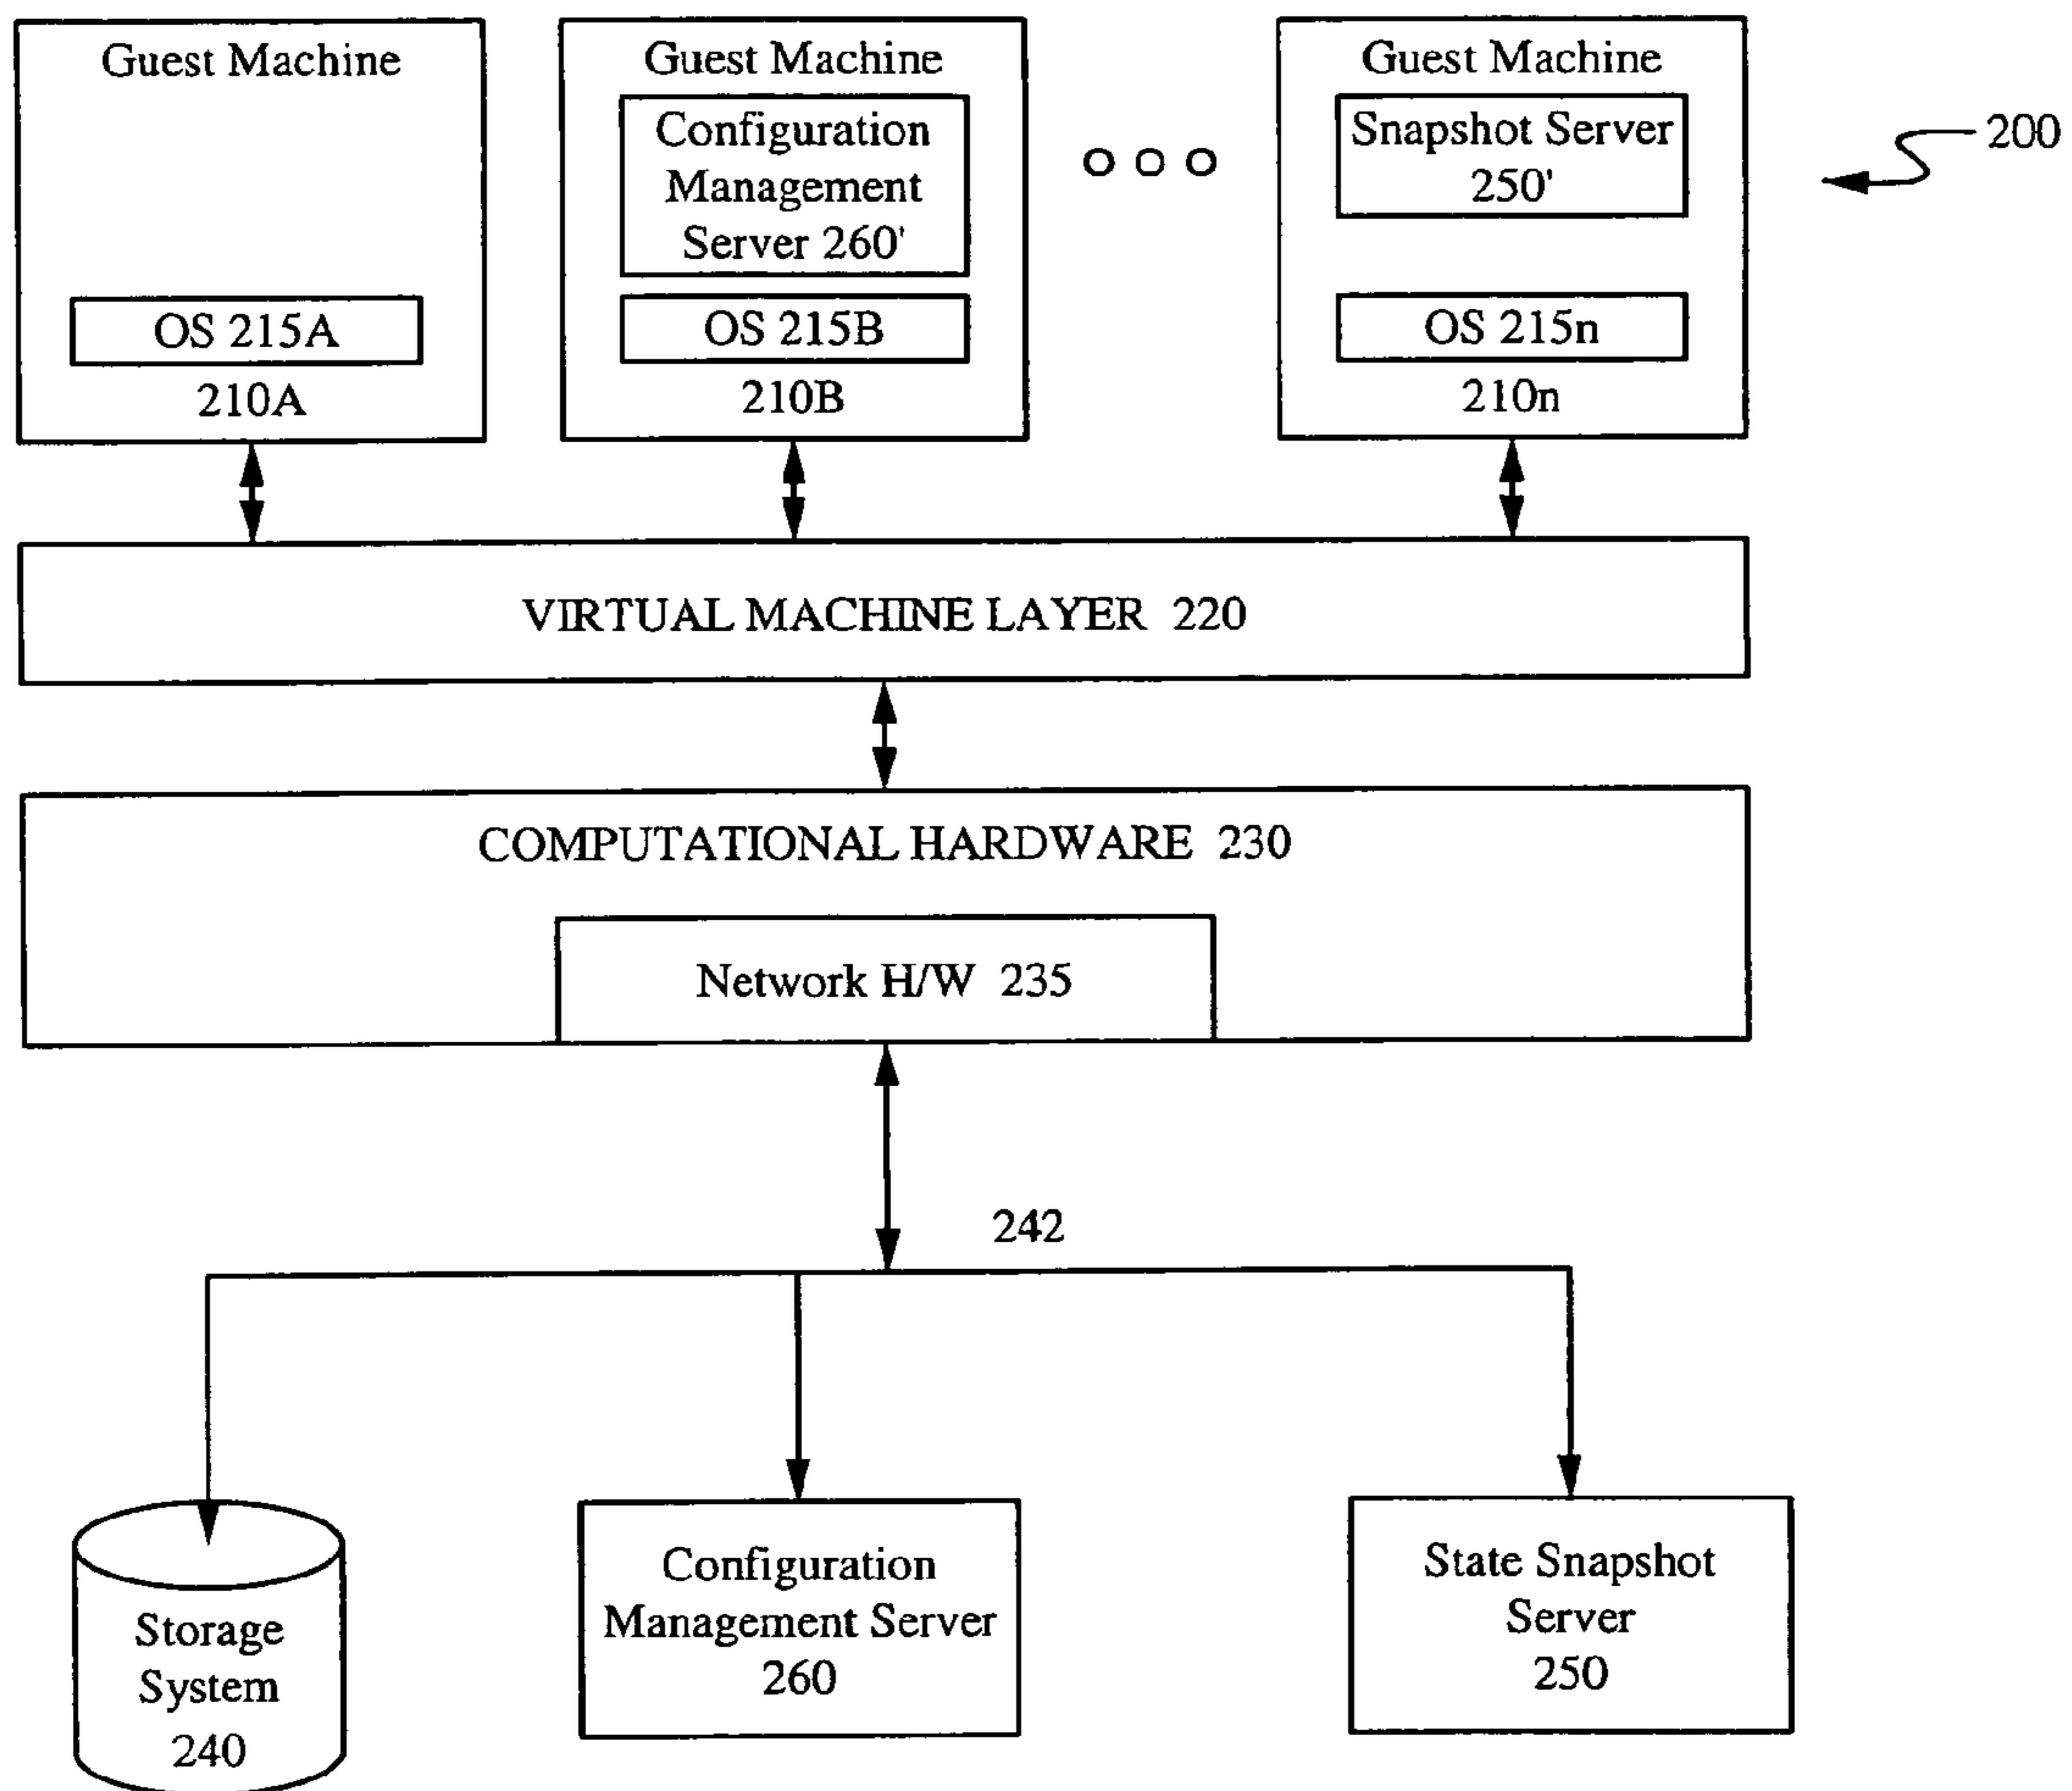 Guest Machine
OS 215A
210A
Guest Machine
Configuration
Management
Server 260'
OS 215B
210B
Guest Machine
Snapshot Server
250'
OS 215n
210n
200
VIRTUAL MACHINE LAYER 220
COMPUTATIONAL HARDWARE 230
Network H/W 235
242
Storage
System
240
Configuration
Management Server
260
State Snapshot
Server
250